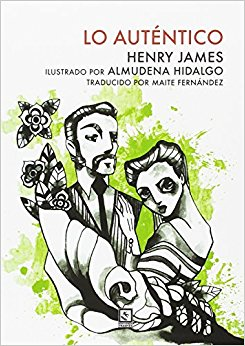 LO AUTÉNTICO
HENRY JAMES
ILUSTRADO POR ALMUDENA HIDALGO
TRADUCIDO POR MAITE FERNÁNDEZ